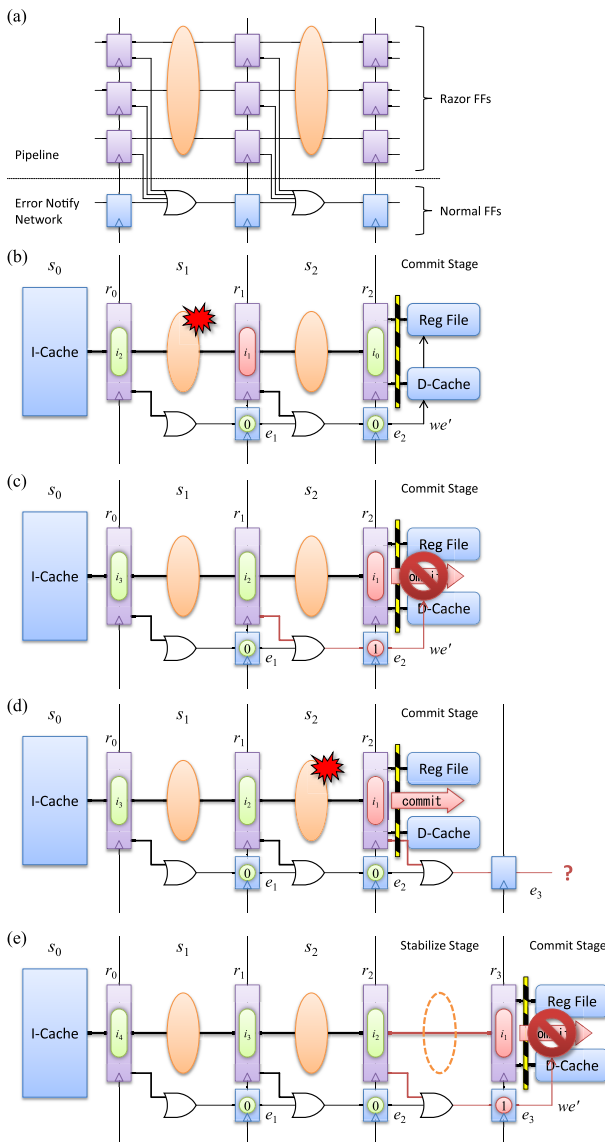 (a)
Razor FFs
Pipeline
Error Notify
Network
Normal FFs
(b)
s0 s1 s2 Commit Stage
r0 r1 r2
Reg File
I-Cache i2 i1 i0
D-Cache
0 0
e1 e2 we'
(c)
s0 s1 s2 Commit Stage
r0 r1 r2
Reg File
I-Cache i3 i2 i1
D-Cache
0 1
e1 e2 we'
(d)
s0 s1 s2 Commit Stage
r0 r1 r2
Reg File
I-Cache i3 i2 i1 commit
D-Cache
0 0 ?
e1 e2 e3
(e)
s0 s1 s2 Stabilize Stage Commit Stage
r0 r1 r2 r3
Reg File
I-Cache i4 i3 i2 i1
D-Cache
0 0 1
e1 e2 e3 we'